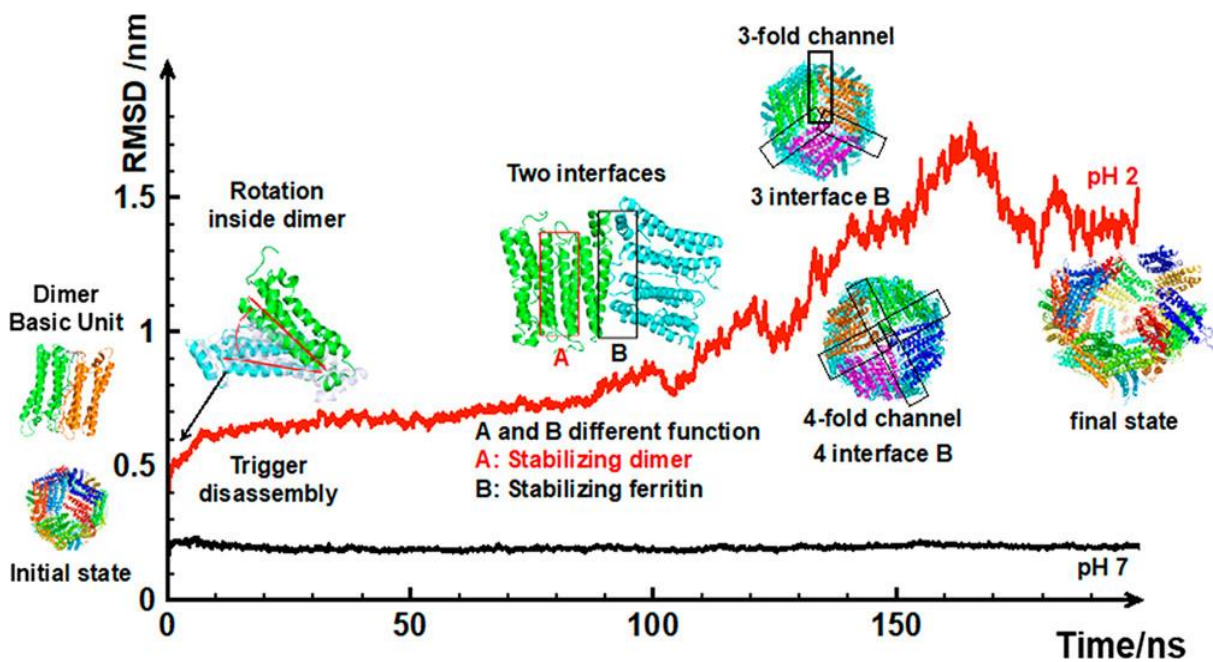 RMSD /nm
1.5
1
0.5
0
0
50
100
150
Time/ns
Dimer
Basic Unit
Initial state
Rotation
inside dimer
Trigger
disassembly
Two interfaces
A
B
A and B different function
A: Stabilizing dimer
B: Stabilizing ferritin
3-fold channel
3 interface B
4-fold channel
4 interface B
pH 2
final state
pH 7